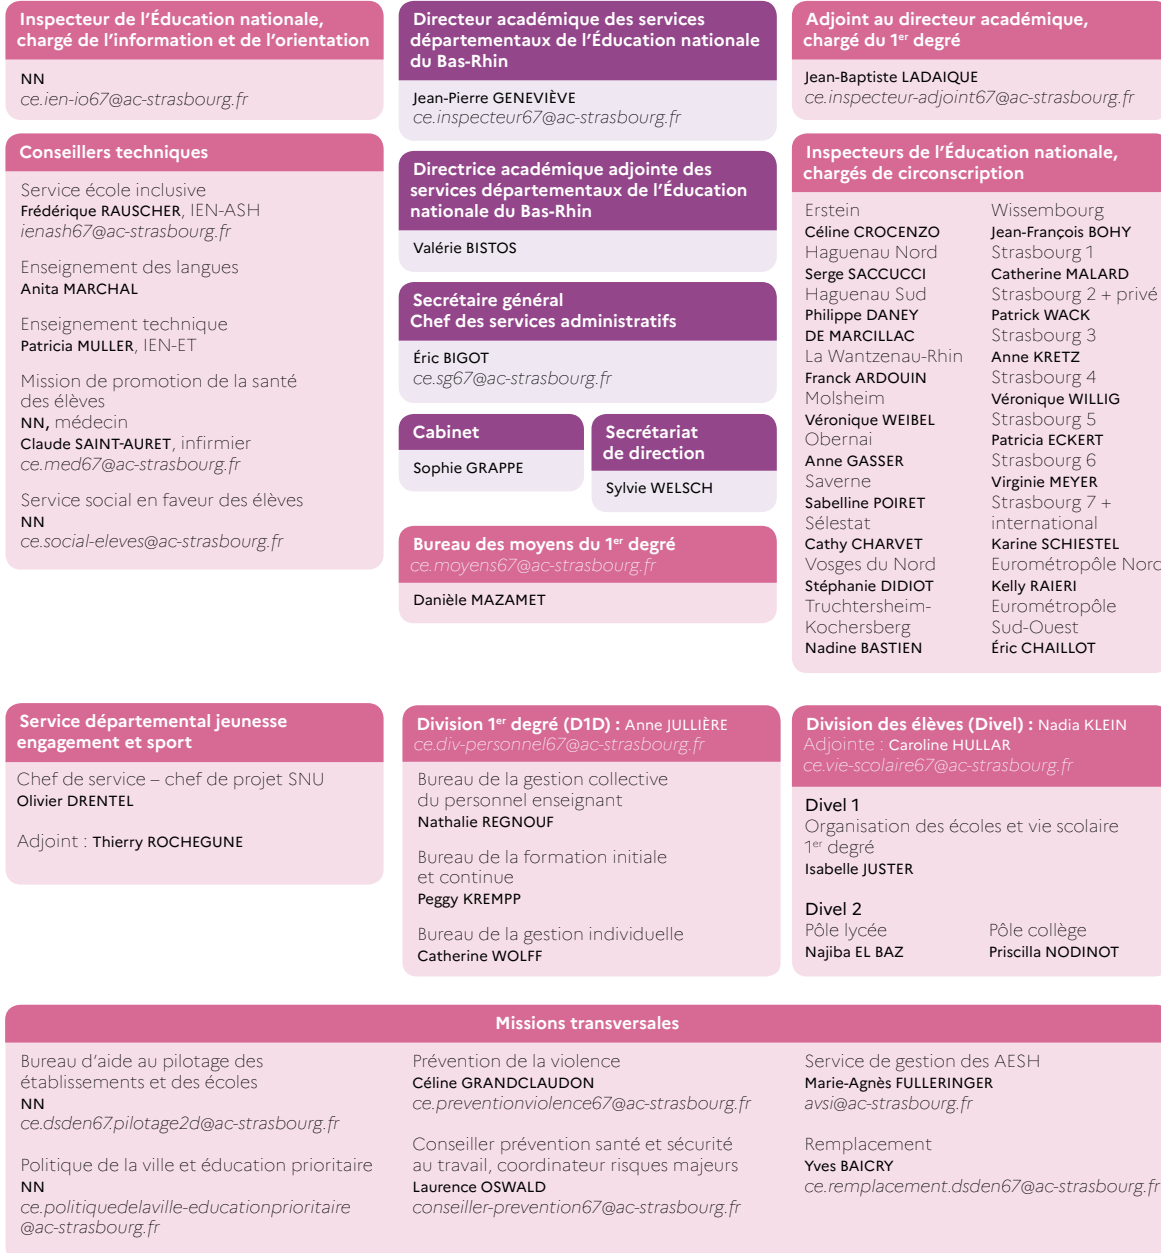 Inspecteur de l'Éducation nationale,
chargé de l'information et de l'orientation
NN
ce.ien-io67@ac-strasbourg.fr
Conseillers techniques
Service école inclusive
Frédérique RAUSCHER, IEN-ASH
ienash67@ac-strasbourg.fr
Enseignement des langues
Anita MARCHAL
Enseignement technique
Patricia MULLER, IEN-ET
Mission de promotion de la santé
des élèves
NN, médecin
Claude SAINT-AURET, infirmier
ce.med67@ac-strasbourg.fr
Service social en faveur des élèves
NN
ce.social-eleves@ac-strasbourg.fr
Directeur académique des services
départementaux de l'Éducation nationale
du Bas-Rhin
Jean-Pierre GENEVIÈVE
ce.inspecteur67@ac-strasbourg.fr
Directrice académique adjointe des
services départementaux de l'Éducation
nationale du Bas-Rhin
Valérie BISTOS
Secrétaire général
Chef des services administratifs
Éric BIGOT
ce.sg67@ac-strasbourg.fr
Cabinet
Sophie GRAPPE
Secrétariat
de direction
Sylvie WELSCH
Bureau des moyens du 1er degré
ce.moyens67@ac-strasbourg.fr
Danièle MAZAMET
Adjoint au directeur académique,
chargé du 1er degré
Jean-Baptiste LADAIQUE
ce.inspecteur-adjoint67@ac-strasbourg.fr
Inspecteurs de l'Éducation nationale,
chargés de circonscription
Erstein
Céline CROCENZO
Haguenau Nord
Serge SACCUCCI
Haguenau Sud
Philippe DANEY
DE MARCILLAC
La Wantzenau-Rhin
Franck ARDOUIN
Molsheim
Véronique WEIBEL
Obernai
Anne GASSER
Saverne
Sabelline POIRET
Sélestat
Cathy CHARVET
Vosges du Nord
Stéphanie DIDIOT
Truchtersheim-
Kochersberg
Nadine BASTIEN
Wissembourg
Jean-François BOHY
Strasbourg 1
Catherine MALARD
Strasbourg 2 + privé
Patrick WACK
Strasbourg 3
Anne KRETZ
Strasbourg 4
Véronique WILLIG
Strasbourg 5
Patricia ECKERT
Strasbourg 6
Virginie MEYER
Strasbourg 7 +
international
Karine SCHIESTEL
Eurométropole Nord
Kelly RAIERI
Eurométropole
Sud-Ouest
Éric CHAILLOT
Service départemental jeunesse
engagement et sport
Chef de service – chef de projet SNU
Olivier DRENTEL
Adjoint : Thierry ROCHEGUNE
Division 1er degré (D1D) : Anne JULLIÈRE
ce.div-personnel67@ac-strasbourg.fr
Bureau de la gestion collective
du personnel enseignant
Nathalie REGNOUF
Bureau de la formation initiale
et continue
Peggy KREMPP
Bureau de la gestion individuelle
Catherine WOLFF
Division des élèves (Divel) : Nadia KLEIN
Adjointe : Caroline HULLAR
ce.vie-scolaire67@ac-strasbourg.fr
Divel 1
Organisation des écoles et vie scolaire
1er degré
Isabelle JUSTER
Divel 2
Pôle lycée
Najiba EL BAZ
Pôle collège
Priscilla NODINOT
Missions transversales
Bureau d'aide au pilotage des
établissements et des écoles
NN
ce.dsden67.pilotage2d@ac-strasbourg.fr
Politique de la ville et éducation prioritaire
NN
ce.politiquedelaville-educationprioritaire
@ac-strasbourg.fr
Prévention de la violence
Céline GRANDCLAUDON
ce.preventionviolence67@ac-strasbourg.fr
Conseiller prévention santé et sécurité
au travail, coordinateur risques majeurs
Laurence OSWALD
conseiller-prevention67@ac-strasbourg.fr
Service de gestion des AESH
Marie-Agnès FULLERINGER
avsi@ac-strasbourg.fr
Remplacement
Yves BAICRY
ce.remplacement.dsden67@ac-strasbourg.fr